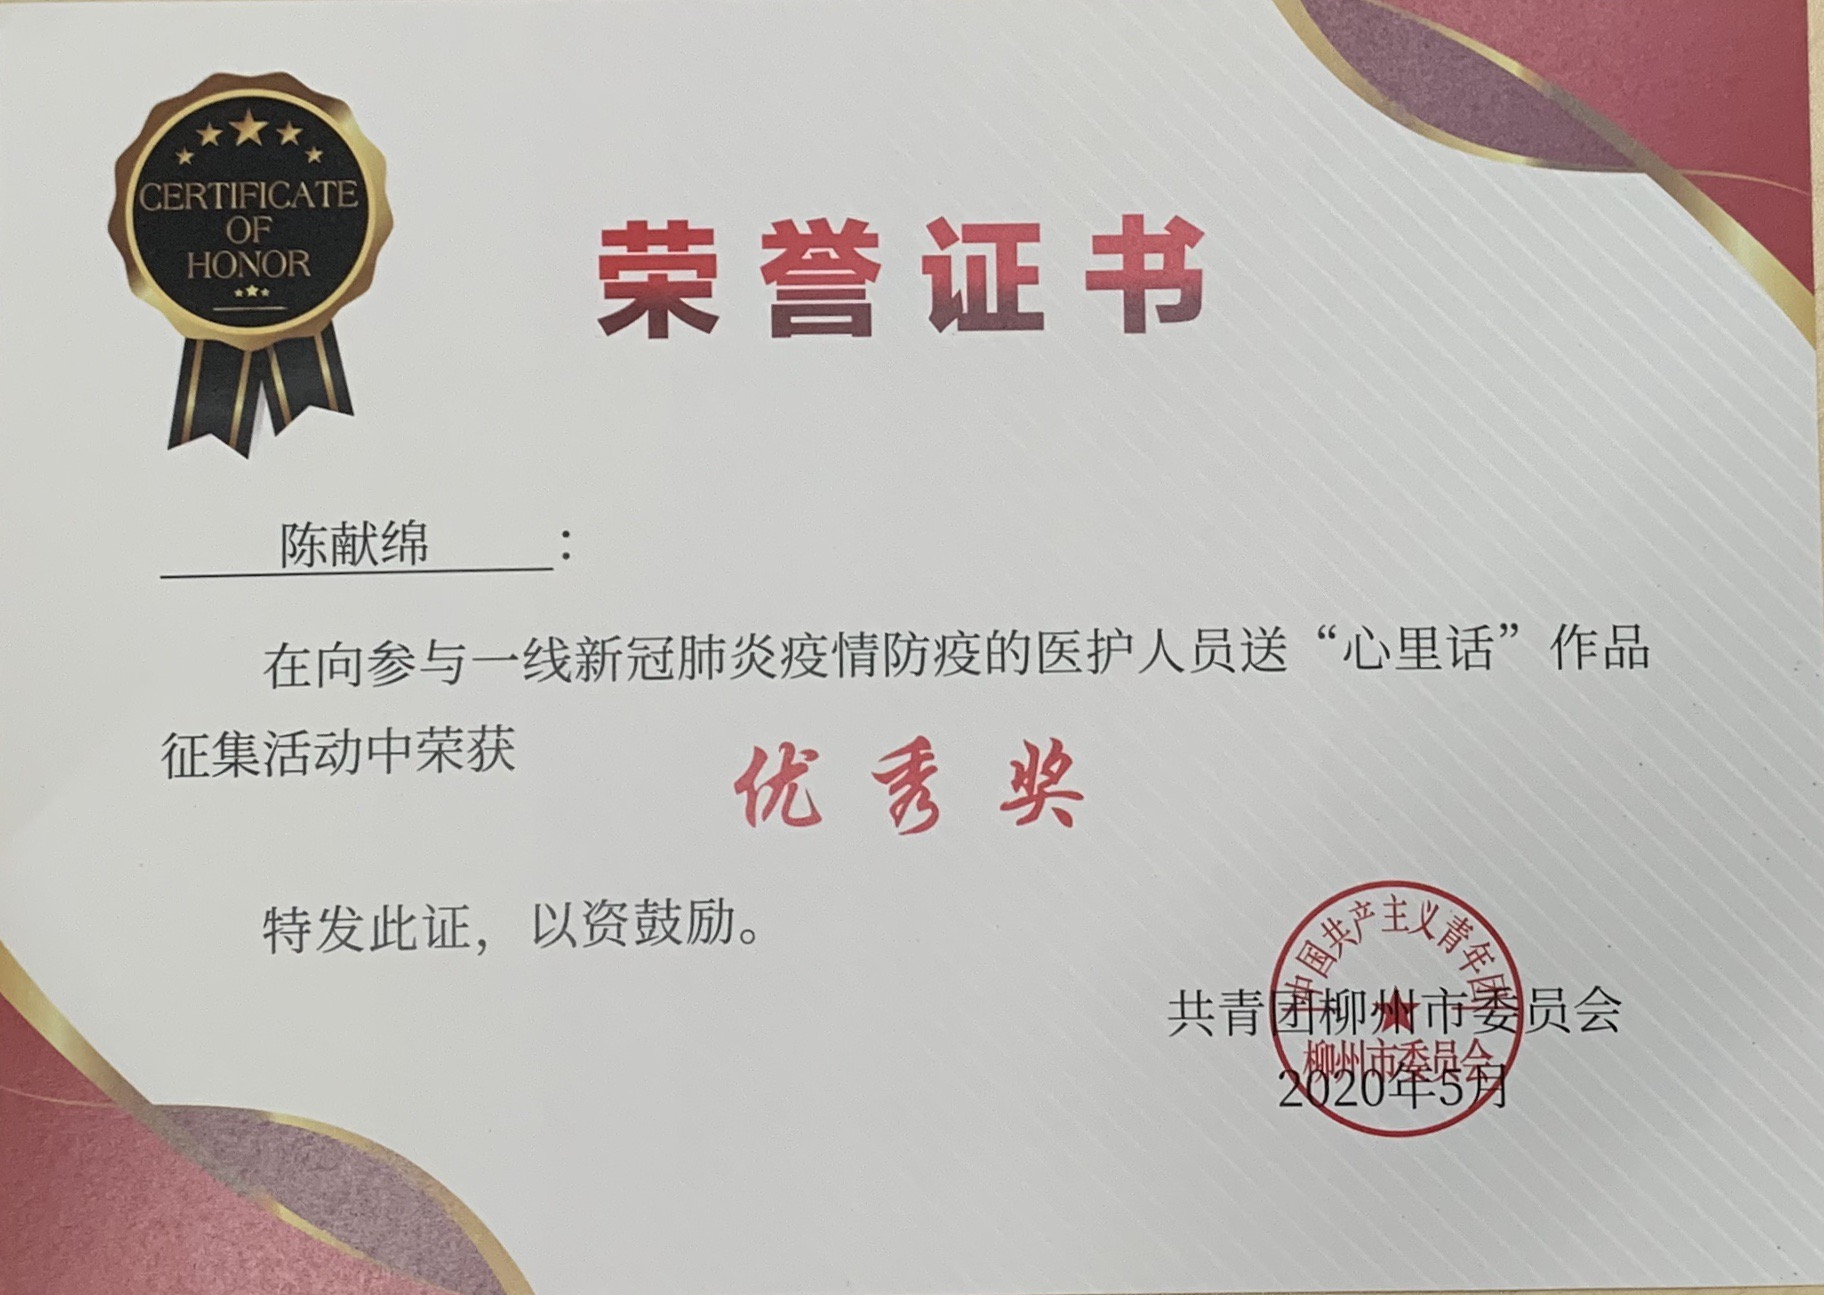 CERTIFICATE
OF
HONOR
荣誉证书
陈献绵：
在向参与一线新冠肺炎疫情防疫的医护人员送“心里话”作品
征集活动中荣获
优秀奖
特发此证，以资鼓励。
共青团柳州市委员会
2020年5月
中国共产主义青年团
柳州市委员会